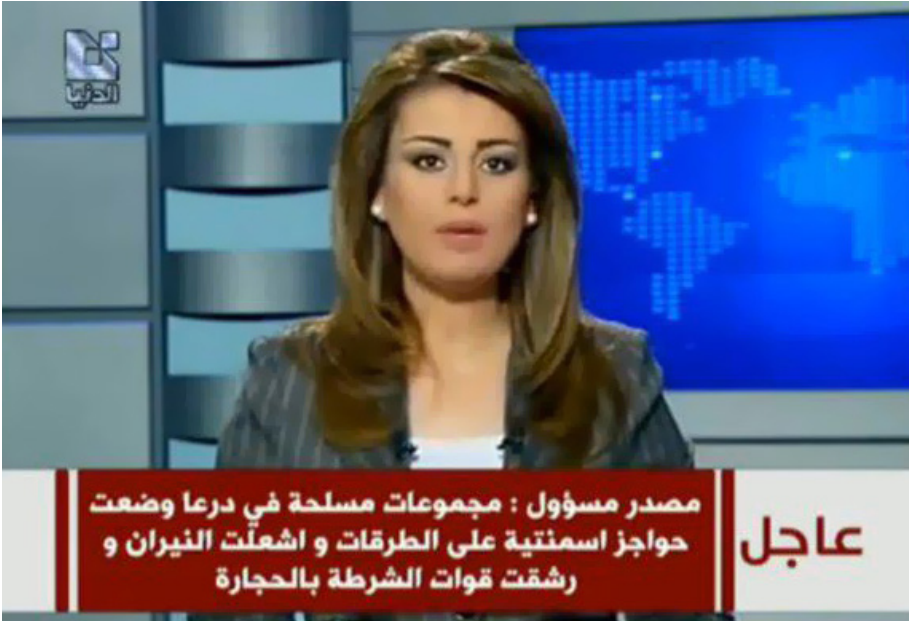 الدنيا
عاجل
مصدر مسؤول : مجموعات مسلحة في درعا وضعت
حواجز اسمنتية على الطرقات و اشعلت النيران و
رشقت قوات الشرطة بالحجارة